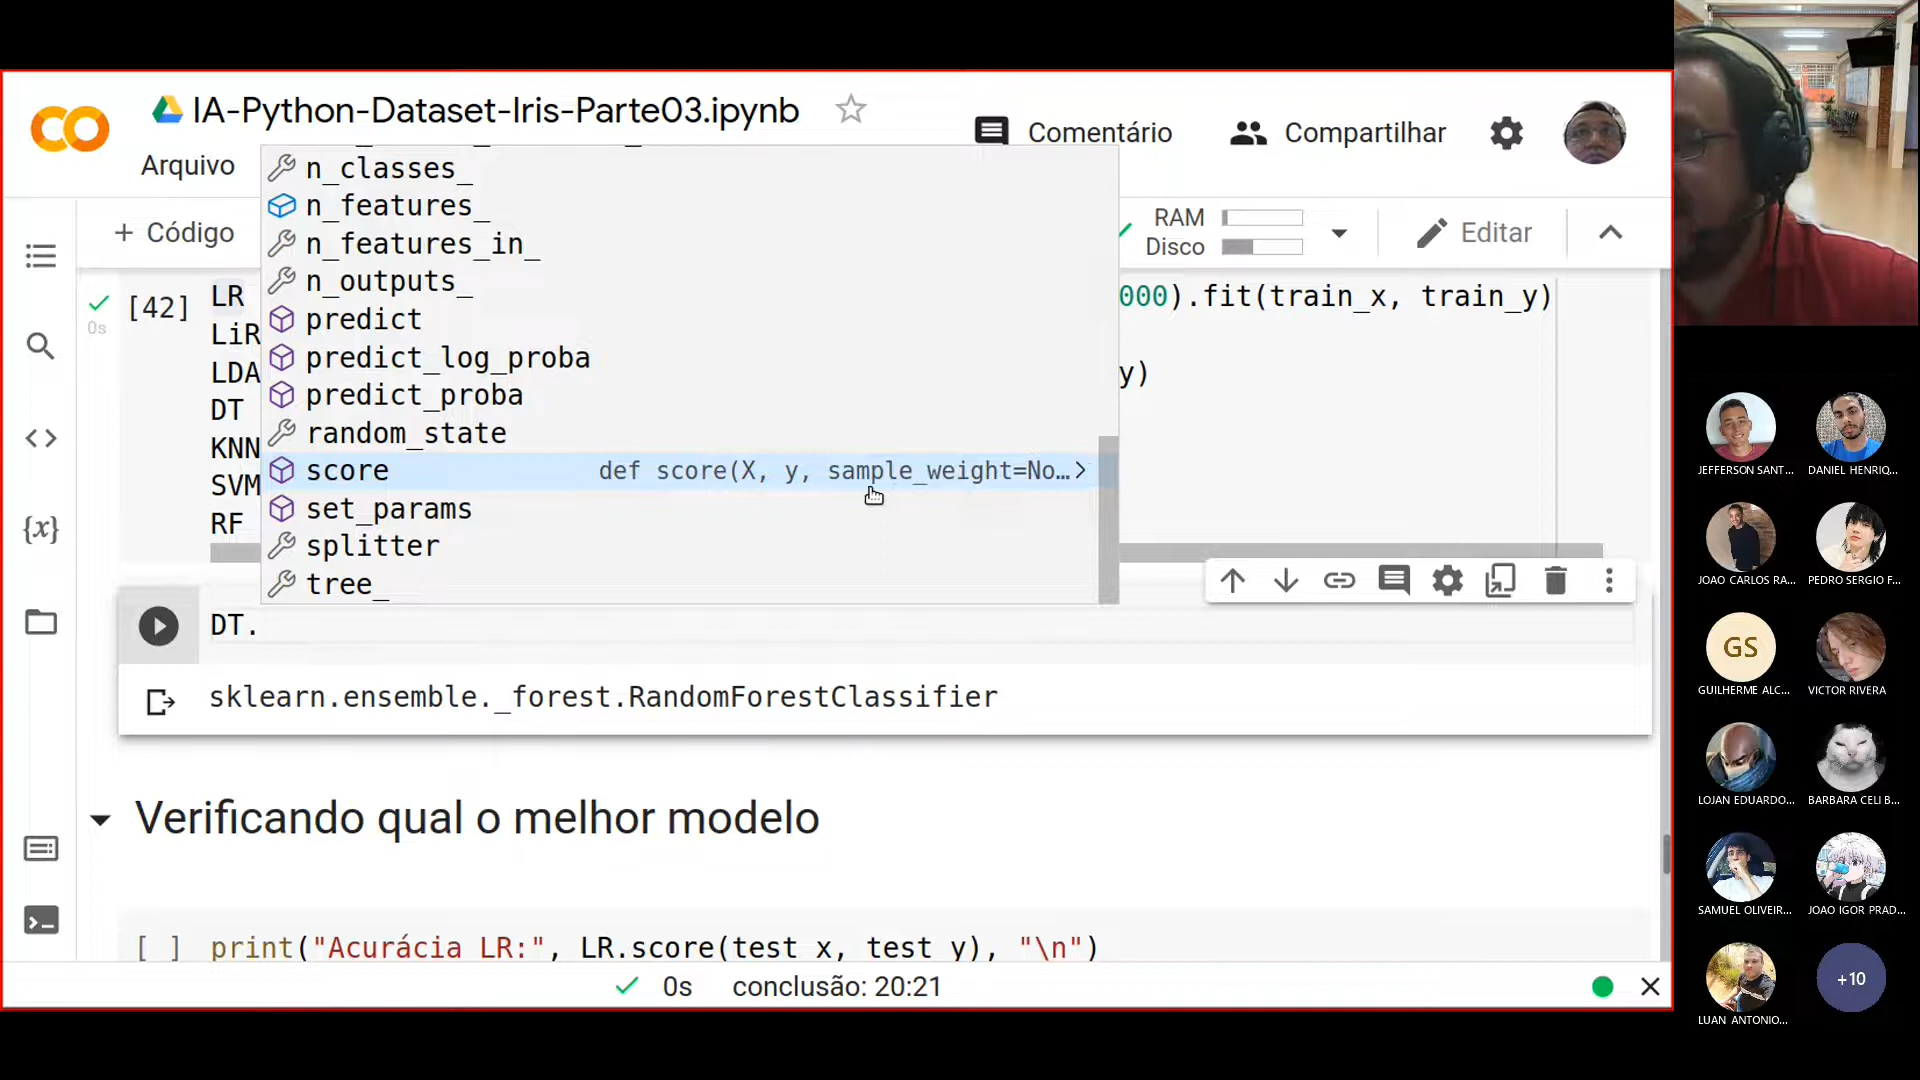 IA-Python-Dataset-Iris-Parte03.ipynb
Comentário
Compartilhar
Arquivo
+ Código
RAM
Disco
Editar
n_classes_
n_features_
n_features_in_
n_outputs_
predict
predict_log_proba
predict_proba
random_state
score def score(X, y, sample_weight=No…
set_params
splitter
tree_
[42]
0s
LR 000).fit(train_x, train_y)
LiR
LDA y)
DT
KNN
SVM
RF
DT.
sklearn.ensemble._forest.RandomForestClassifier
Verificando qual o melhor modelo
[ ] print("Acurácia LR:", LR.score(test_x, test_y), "\n")
0s conclusão: 20:21
JEFFERSON SANT...
DANIEL HENRIQ...
JOAO CARLOS RA...
PEDRO SERGIO F...
GS
GUILHERME ALC...
VICTOR RIVERA
LOJAN EDUARDO...
BARBARA CELI B...
SAMUEL OLIVEIR...
JOAO IGOR PRAD...
LUAN ANTONIO...
+10